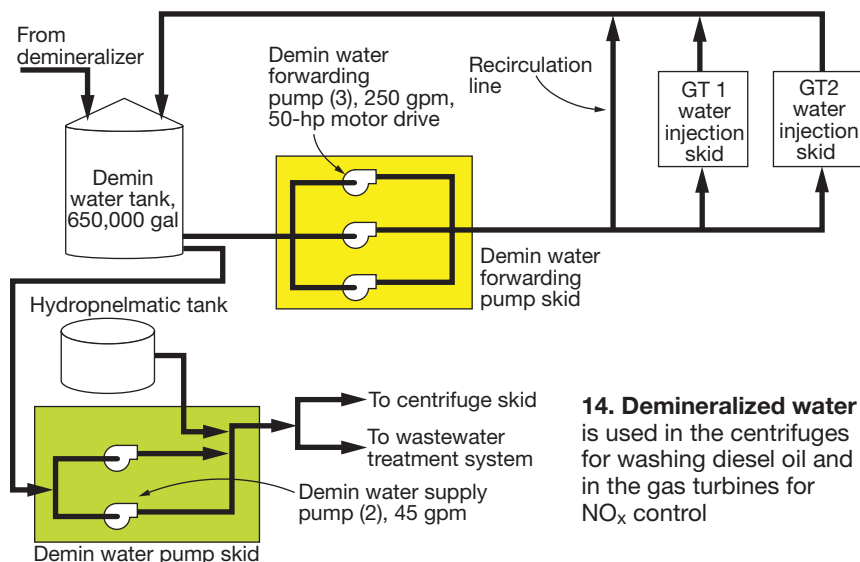 From
demineralizer
Demin water
forwarding
pump (3), 250 gpm,
50-hp motor drive
Recirculation
line
GT 1
water
injection
skid
GT2
water
injection
skid
Demin
water tank,
650,000 gal
Demin water
forwarding
pump skid
Hydropnelmatic tank
To centrifuge skid
To wastewater
treatment system
Demin water supply
pump (2), 45 gpm
Demin water pump skid
14. Demineralized water
is used in the centrifuges
for washing diesel oil and
in the gas turbines for
NOₓ control